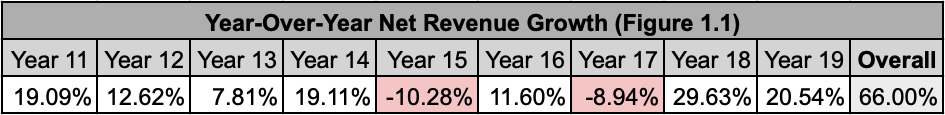 Year-Over-Year Net Revenue Growth (Figure 1.1)
Year 11 Year 12 Year 13 Year 14 Year 15 Year 16 Year 17 Year 18 Year 19 Overall
19.09% 12.62% 7.81% 19.11% -10.28% 11.60% -8.94% 29.63% 20.54% 66.00%